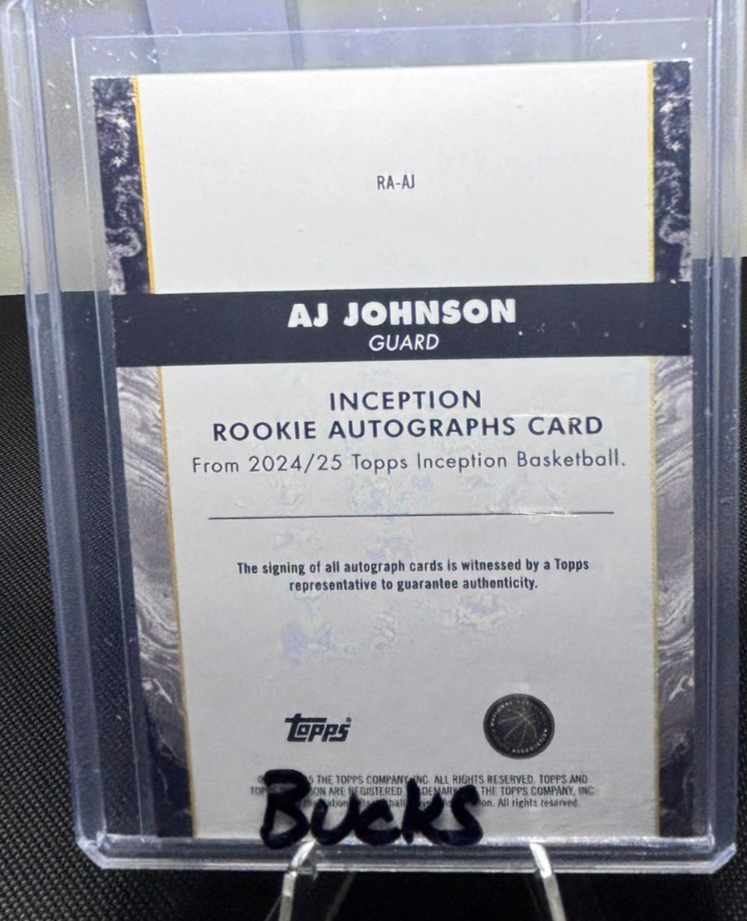 RA-AJ
AJ JOHNSON
GUARD
INCEPTION
ROOKIE AUTOGRAPHS CARD
From 2024/25 Topps Inception Basketball.
The signing of all autograph cards is witnessed by a Topps
representative to guarantee authenticity.
Topps
THE TOPPS COMPANY, INC. ALL RIGHTS RESERVED. TOPPS AND
ARE REGISTERED THE TOPPS COMPANY, INC.
All rights reserved.
Bucks